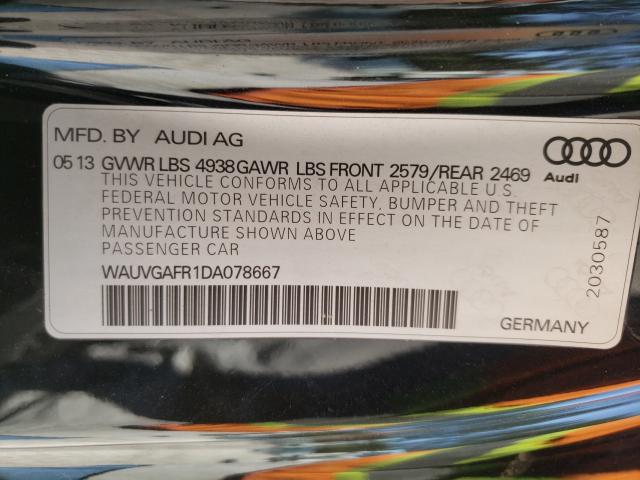 MFD. BY AUDI AG
Audi
05 13 GVWR LBS 4938 GAWR LBS FRONT 2579/REAR 2469
THIS VEHICLE CONFORMS TO ALL APPLICABLE U.S.
FEDERAL MOTOR VEHICLE SAFETY, BUMPER AND THEFT
PREVENTION STANDARDS IN EFFECT ON THE DATE OF
MANUFACTURE SHOWN ABOVE
PASSENGER CAR
WAUVGAFR1DA078667
2030587
GERMANY